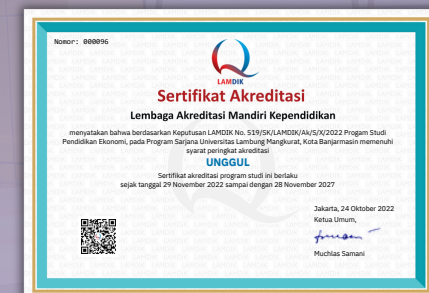 Nomor: 000096
LAMDIK
Sertifikat Akreditasi
Lembaga Akreditasi Mandiri Kependidikan
menyatakan bahwa berdasarkan Keputusan LAMDIK No. 519/SK/LAMDIK/Ak/S/X/2022 Progam Studi
Pendidikan Ekonomi, pada Program Sarjana Universitas Lambung Mangkurat, Kota Banjarmasin memenuhi
syarat peringkat akreditasi
UNGGUL
Sertifikat akreditasi program studi ini berlaku
sejak tanggal 29 November 2022 sampai dengan 28 November 2027
Jakarta, 24 Oktober 2022
Ketua Umum,
Muchlas Samani